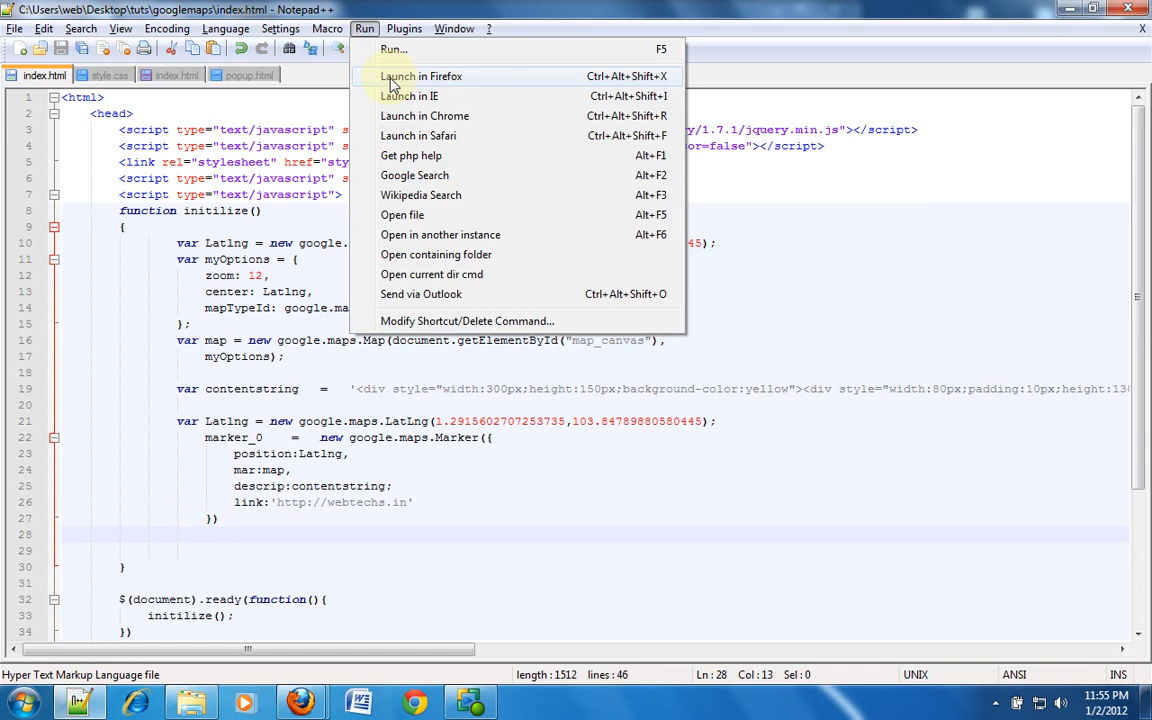 C:\Users\web\Desktop\tuts\googlemaps\index.html - Notepad++
File Edit Search View Encoding Language Settings Macro Run Plugins Window ? X
index.html style.css index.html popup.html
Run... F5
Launch in Firefox Ctrl+Alt+Shift+X
Launch in IE Ctrl+Alt+Shift+I
Launch in Chrome Ctrl+Alt+Shift+R
Launch in Safari Ctrl+Alt+Shift+F
Get php help Alt+F1
Google Search Alt+F2
Wikipedia Search Alt+F3
Open file Alt+F5
Open in another instance Alt+F6
Open containing folder
Open current dir cmd
Send via Outlook Ctrl+Alt+Shift+O
Modify Shortcut/Delete Command...
1 <html>
2 <head>
3 <script type="text/javascript" s y/1.7.1/jquery.min.js"></script>
4 <script type="text/javascript" s or=false"></script>
5 <link rel="stylesheet" href="sty
6 <script type="text/javascript" s
7 <script type="text/javascript">
8 function initilize()
9 {
10 var Latlng = new google. 45);
11 var myOptions = {
12 zoom: 12,
13 center: Latlng,
14 mapTypeId: google.ma
15 };
16 var map = new google.maps.Map(document.getElementById("map_canvas"),
17 myOptions);
18
19 var contentstring = '<div style="width:300px;height:150px;background-color:yellow"><div style="width:80px;padding:10px;height:130
20
21 var Latlng = new google.maps.LatLng(1.2915602707253735,103.84789880580445);
22 marker_0 = new google.maps.Marker({
23 position:Latlng,
24 mar:map,
25 descrip:contentstring;
26 link:'http://webtechs.in'
27 })
28
29
30 }
31
32 $(document).ready(function(){
33 initilize();
34 })
Hyper Text Markup Language file length : 1512 lines : 46 Ln : 28 Col : 13 Sel : 0 UNIX ANSI INS
11:55 PM
1/2/2012